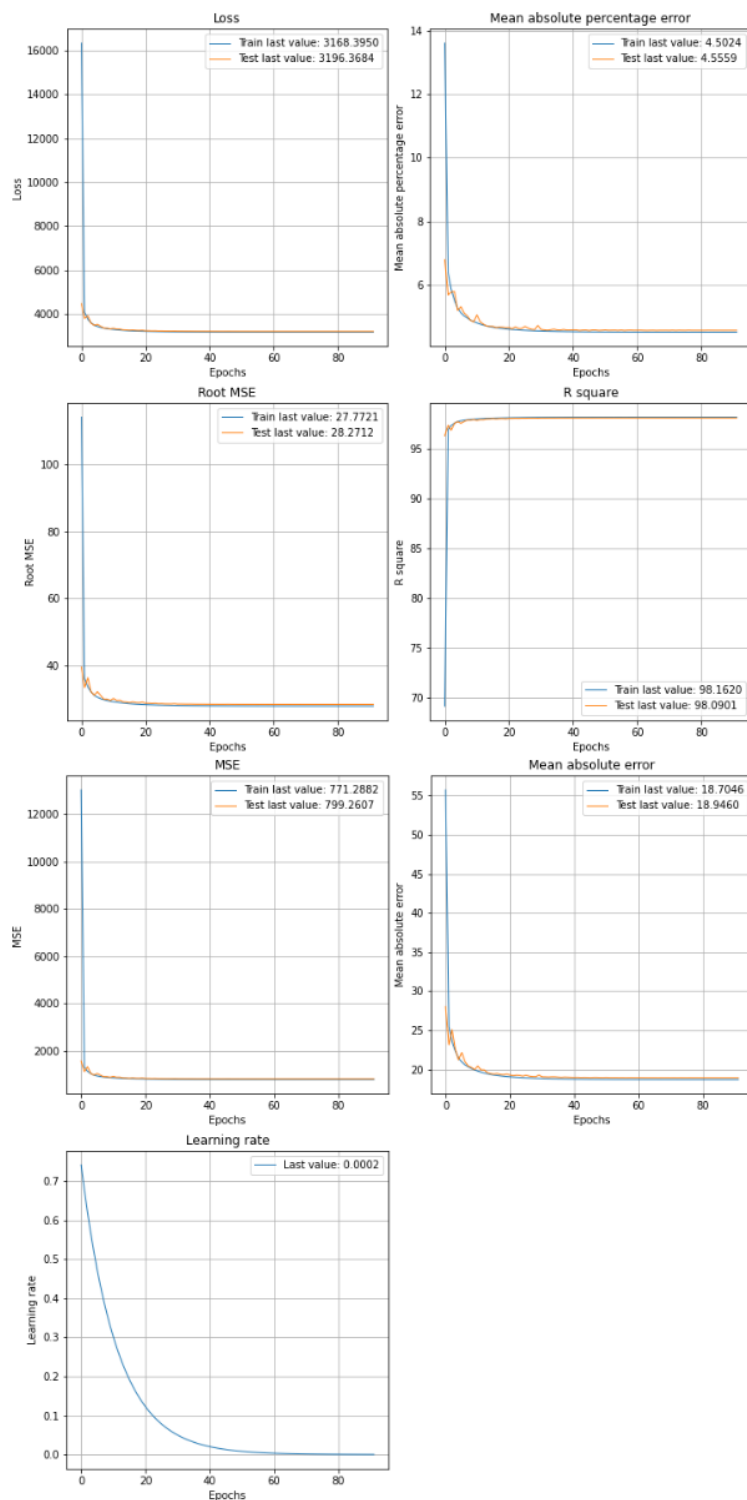 Loss
Train last value: 3168.3950
Test last value: 3196.3684
16000
14000
12000
10000
8000
6000
4000
Loss
0 20 40 60 80
Epochs
Mean absolute percentage error
Train last value: 4.5024
Test last value: 4.5559
14
12
10
8
6
Mean absolute percentage error
0 20 40 60 80
Epochs
Root MSE
Train last value: 27.7721
Test last value: 28.2712
100
80
60
40
Root MSE
0 20 40 60 80
Epochs
R square
95
90
85
80
75
70
R square
Train last value: 98.1620
Test last value: 98.0901
0 20 40 60 80
Epochs
MSE
Train last value: 771.2882
Test last value: 799.2607
12000
10000
8000
6000
4000
2000
MSE
0 20 40 60 80
Epochs
Mean absolute error
Train last value: 18.7046
Test last value: 18.9460
55
50
45
40
35
30
25
20
Mean absolute error
0 20 40 60 80
Epochs
Learning rate
Last value: 0.0002
0.7
0.6
0.5
0.4
0.3
0.2
0.1
0.0
Learning rate
0 20 40 60 80
Epochs